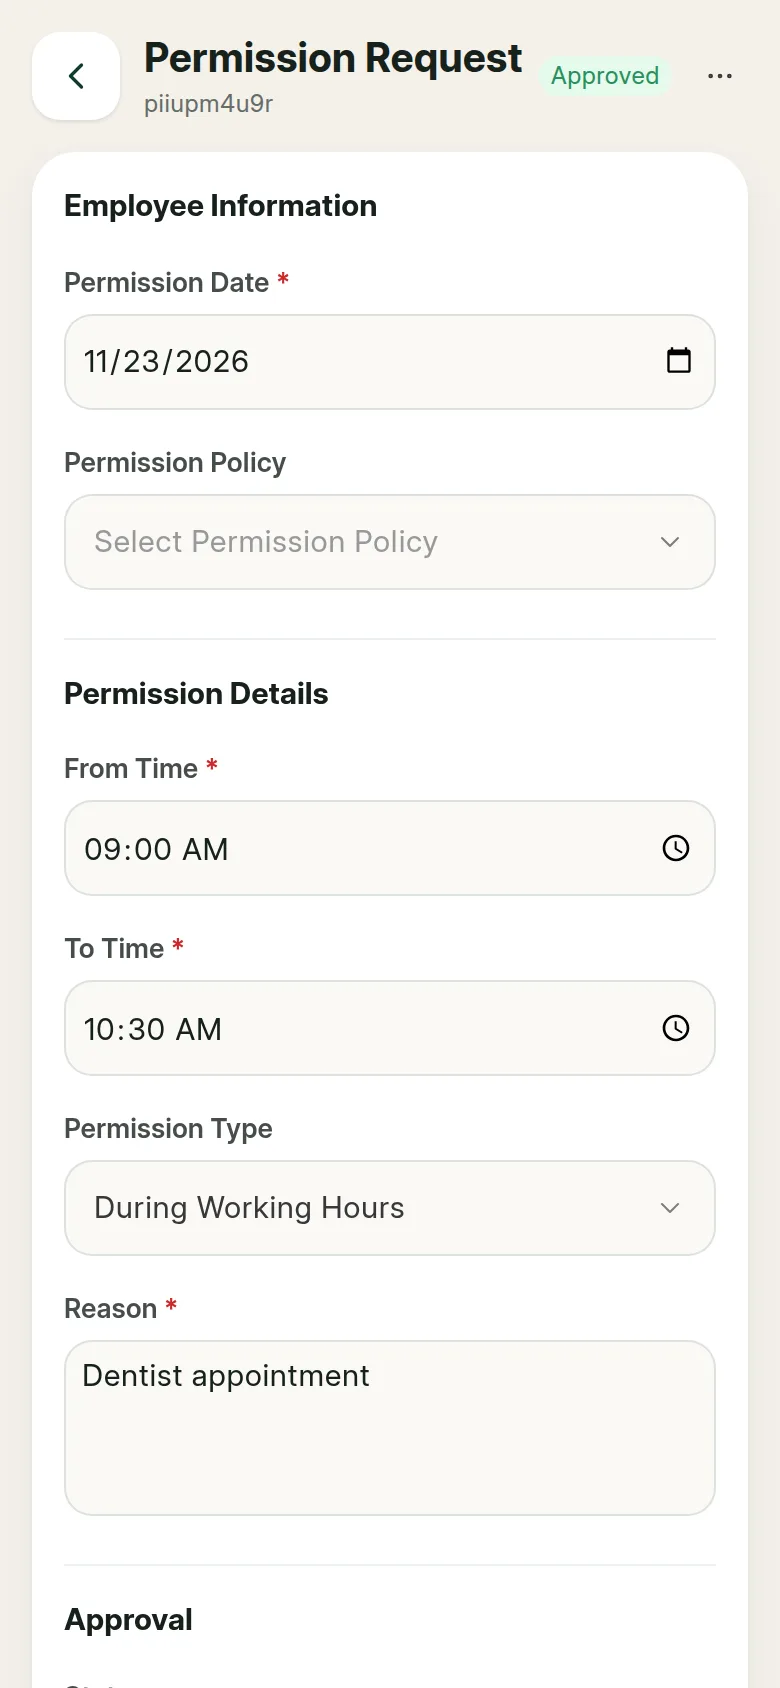 Permission Request
piiupm4u9r
Approved
Employee Information
Permission Date *
11/23/2026
Permission Policy
Select Permission Policy
Permission Details
From Time *
09:00 AM
To Time *
10:30 AM
Permission Type
During Working Hours
Reason *
Dentist appointment
Approval